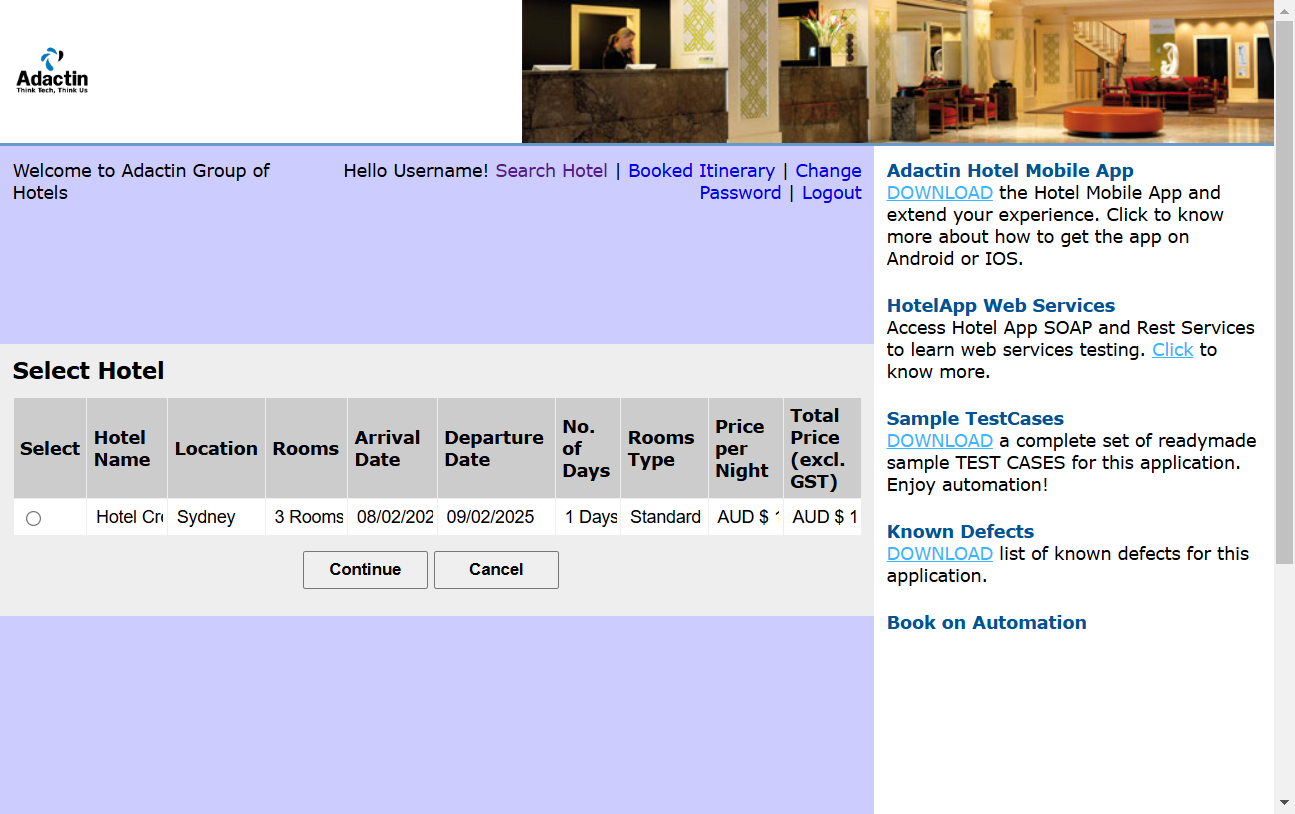 Adactin
Think Tech, Think Us
Welcome to Adactin Group of
Hotels
Hello Username! Search Hotel | Booked Itinerary | Change
Password | Logout
Select Hotel
Select Hotel Name Location Rooms Arrival Date Departure Date No. of Days Rooms Type Price per Night Total Price (excl. GST)
Hotel Cre Sydney 3 Rooms 08/02/202 09/02/2025 1 Days Standard AUD $ AUD $ 1
Continue Cancel
Adactin Hotel Mobile App
DOWNLOAD the Hotel Mobile App and
extend your experience. Click to know
more about how to get the app on
Android or IOS.
HotelApp Web Services
Access Hotel App SOAP and Rest Services
to learn web services testing. Click to
know more.
Sample TestCases
DOWNLOAD a complete set of readymade
sample TEST CASES for this application.
Enjoy automation!
Known Defects
DOWNLOAD list of known defects for this
application.
Book on Automation